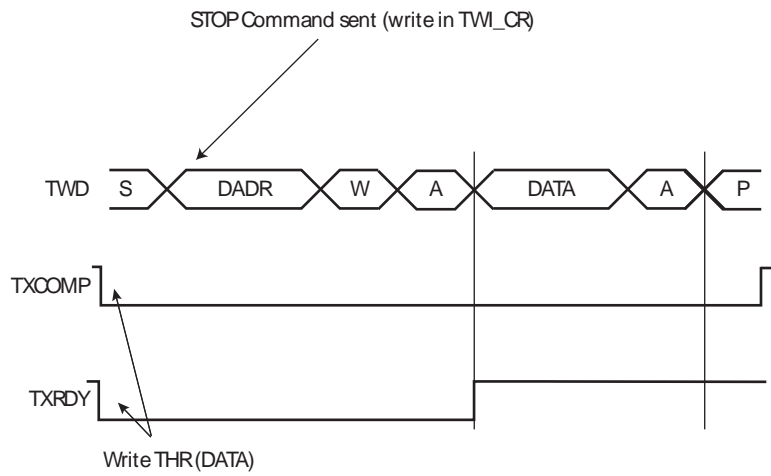 STOP Command sent (write in TWI_CR)
TWD S DADR W A DATA A P
TXCOMP
TXRDY
Write THR (DATA)